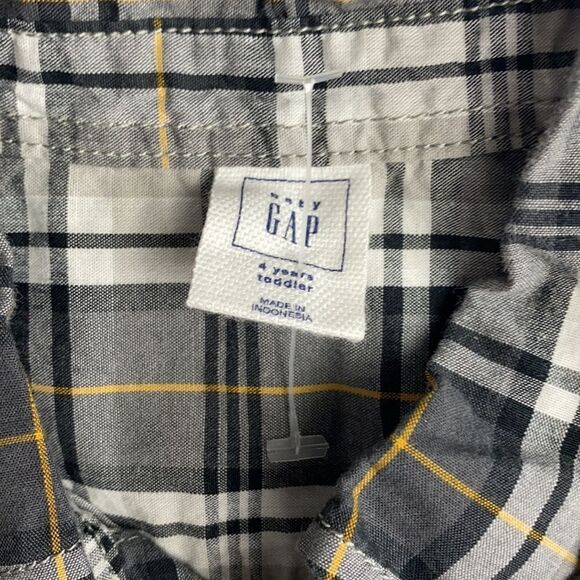 baby
GAP
4 years
toddler
MADE IN
INDONESIA